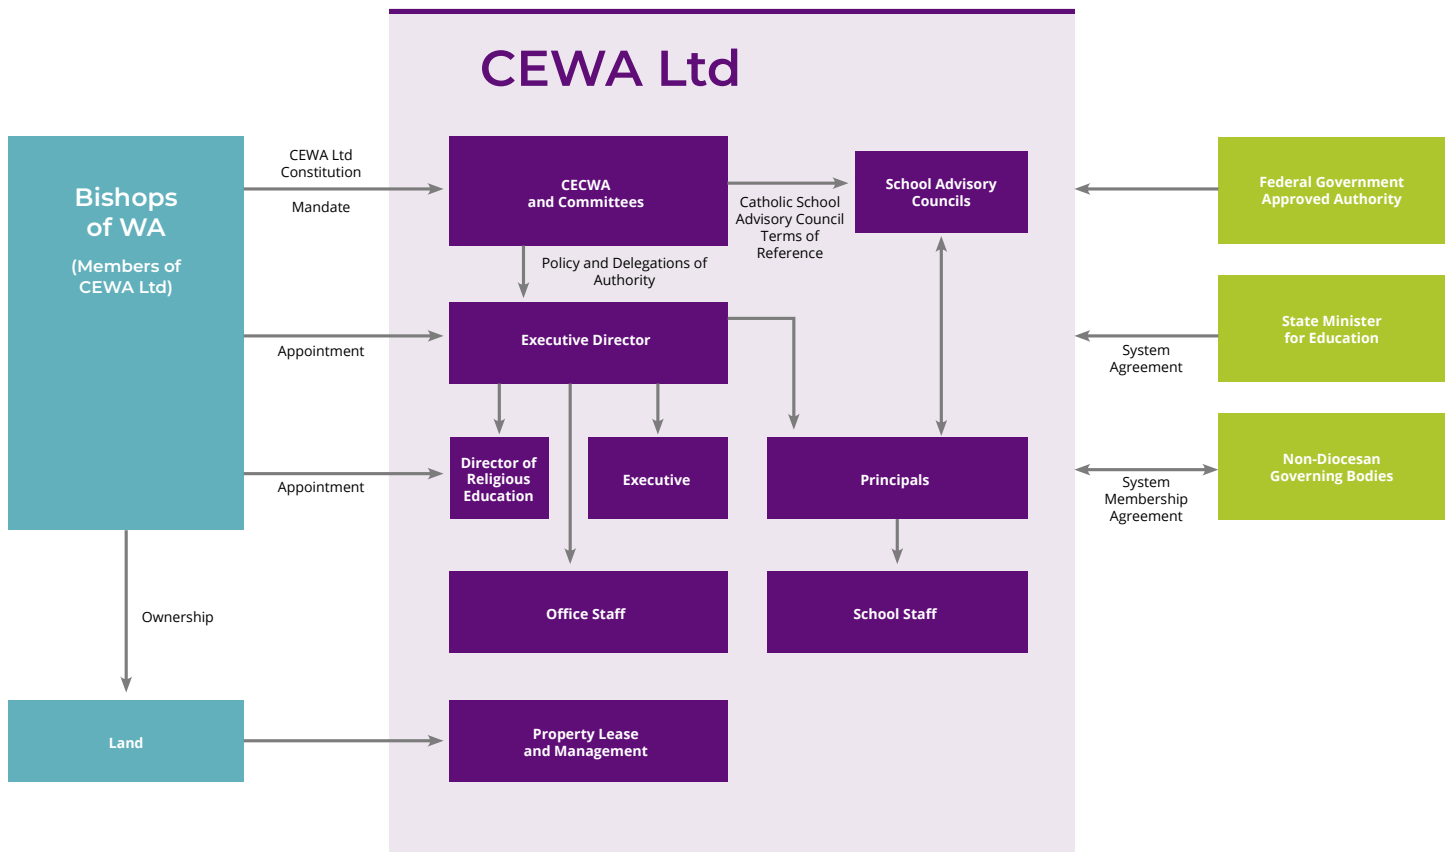 CEWA Ltd
Bishops
of WA
(Members of
CEWA Ltd)
CEWA Ltd
Constitution
Mandate
CECWA
and Committees
Catholic School
Advisory Council
Terms of
Reference
School Advisory
Councils
Federal Government
Approved Authority
Policy and Delegations of
Authority
Appointment
Executive Director
System
Agreement
State Minister
for Education
Appointment
Director of
Religious
Education
Executive
Principals
System
Membership
Agreement
Non-Diocesan
Governing Bodies
Ownership
Office Staff
School Staff
Land
Property Lease
and Management